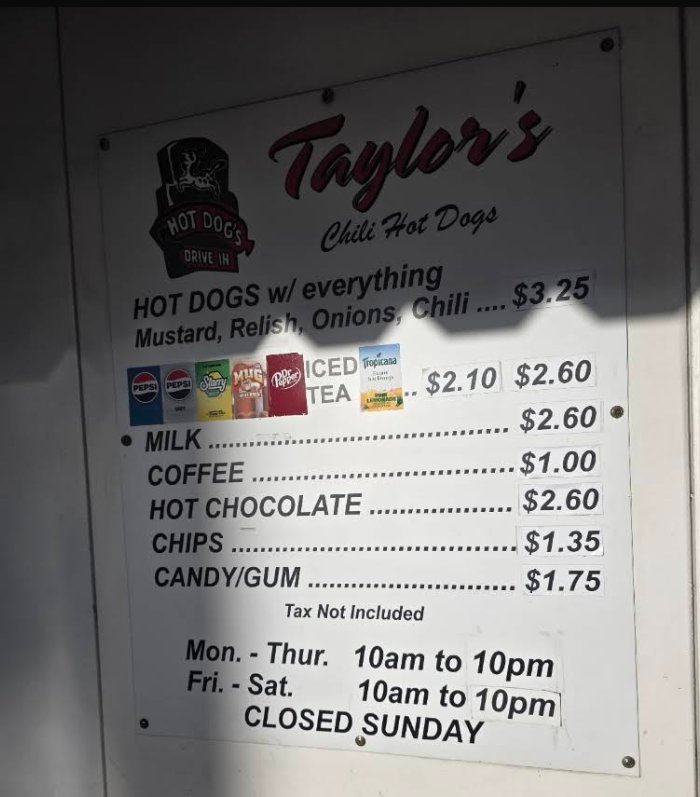 Taylor's
HOT DOG'S
DRIVE IN
Chili Hot Dogs
HOT DOGS w/ everything
Mustard, Relish, Onions, Chili .... $3.25
PEPSI PEPSI Starry MUG Dr Pepper ICED TEA Tropicana LEMONADE .. $2.10 $2.60
MILK ........................................ $2.60
COFFEE ................................... $1.00
HOT CHOCOLATE ................... $2.60
CHIPS ...................................... $1.35
CANDY/GUM ............................ $1.75
Tax Not Included
Mon. - Thur. 10am to 10pm
Fri. - Sat. 10am to 10pm
CLOSED SUNDAY